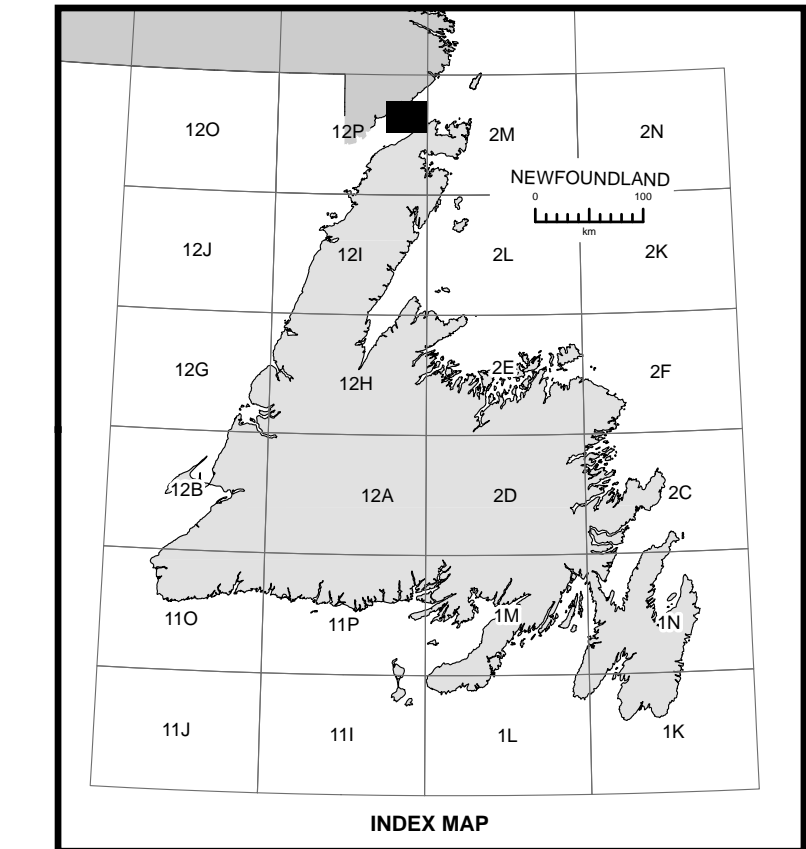 12O 12P 2M 2N
NEWFOUNDLAND
0 100
km
12J 12I 2L 2K
12G 12H 2E 2F
12B 12A 2D 2C
11O 11P 1M 1N
11J 11I 1L 1K
INDEX MAP